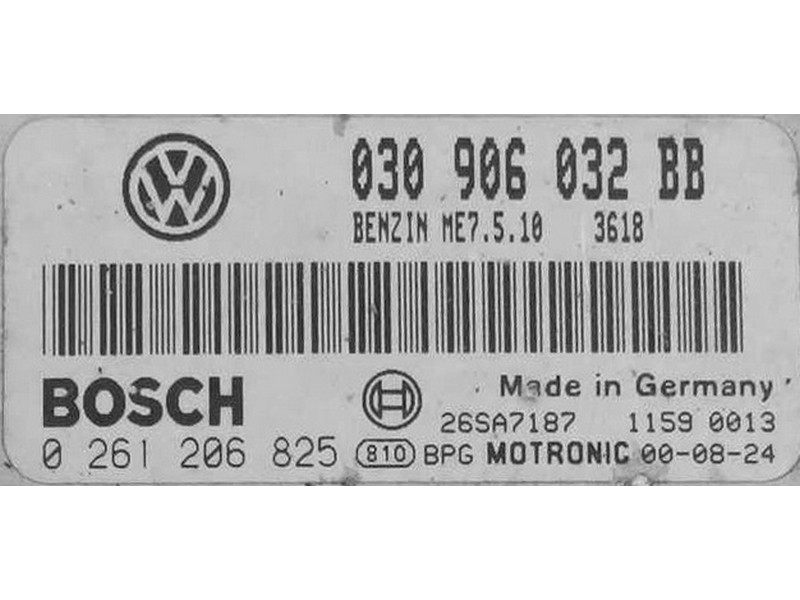 030 906 032 BB
BENZIN ME7.5.10 3618
BOSCH
Made in Germany
26SA7187 1159 0013
0 261 206 825 810 BPG MOTRONIC 00-08-24